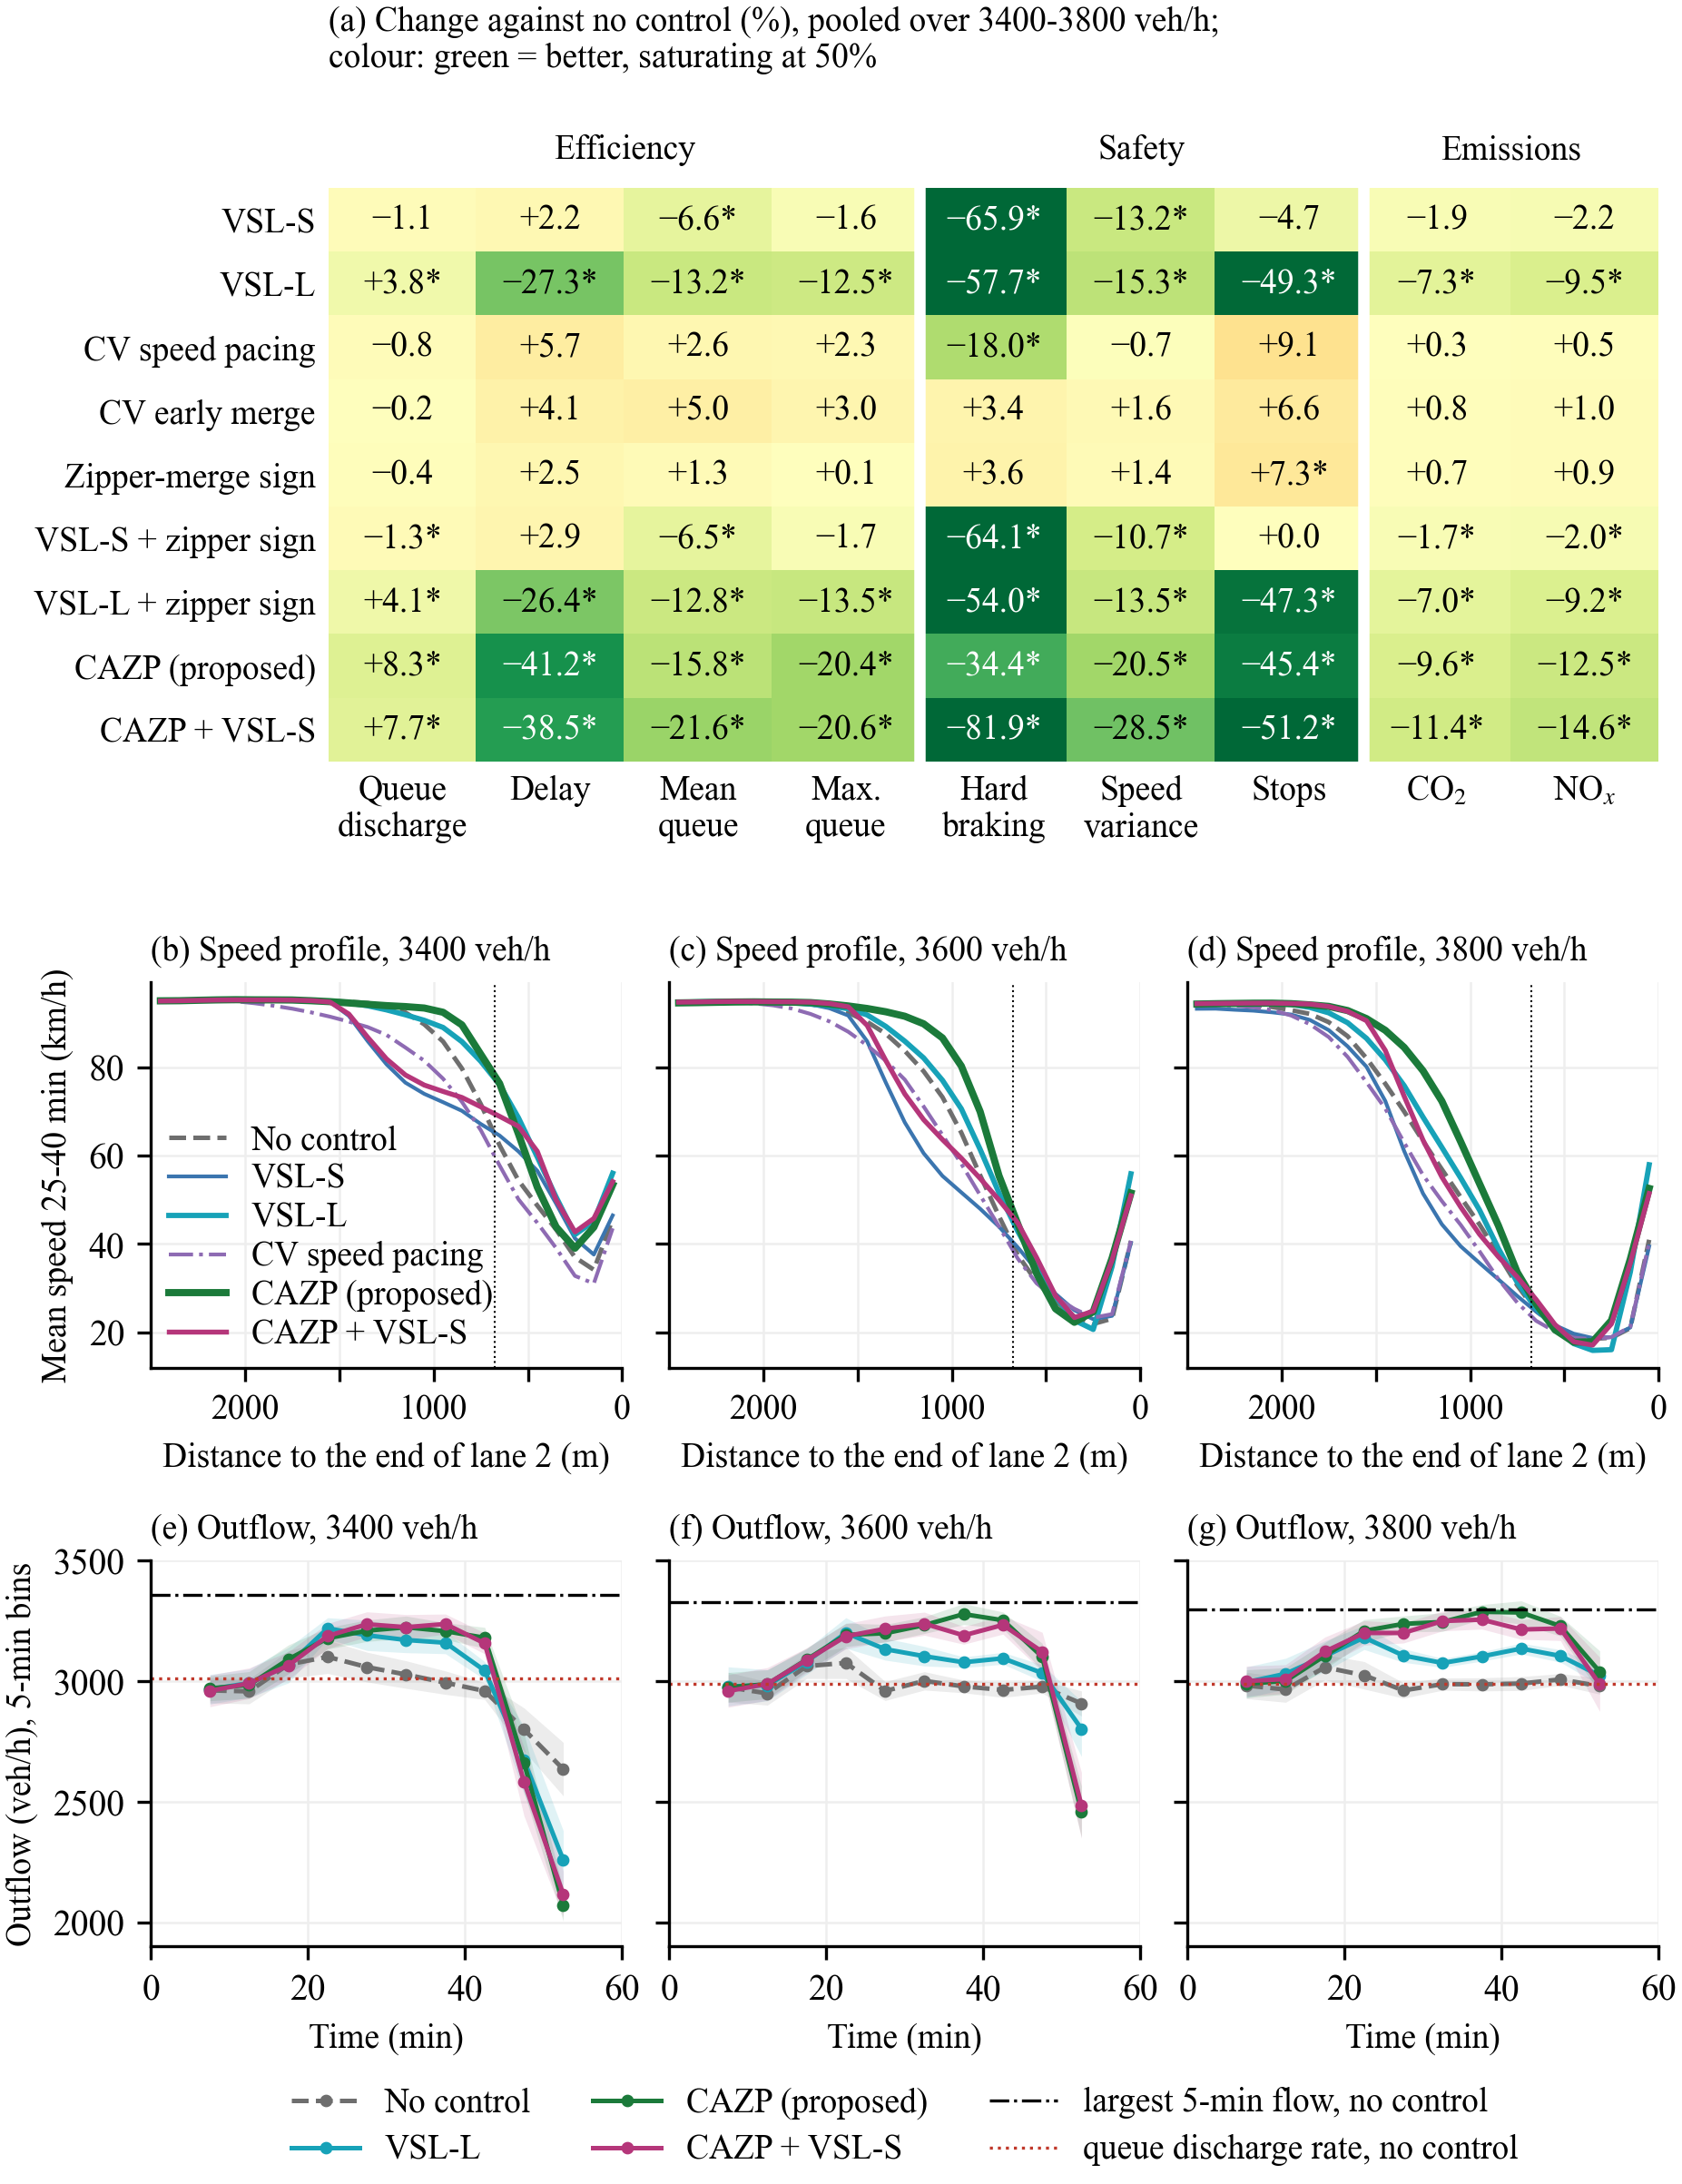 (a) Change against no control (%), pooled over 3400-3800 veh/h;
colour: green = better, saturating at 50%
Efficiency Safety Emissions
VSL-S −1.1 +2.2 −6.6* −1.6 −65.9* −13.2* −4.7 −1.9 −2.2
VSL-L +3.8* −27.3* −13.2* −12.5* −57.7* −15.3* −49.3* −7.3* −9.5*
CV speed pacing −0.8 +5.7 +2.6 +2.3 −18.0* −0.7 +9.1 +0.3 +0.5
CV early merge −0.2 +4.1 +5.0 +3.0 +3.4 +1.6 +6.6 +0.8 +1.0
Zipper-merge sign −0.4 +2.5 +1.3 +0.1 +3.6 +1.4 +7.3* +0.7 +0.9
VSL-S + zipper sign −1.3* +2.9 −6.5* −1.7 −64.1* −10.7* +0.0 −1.7* −2.0*
VSL-L + zipper sign +4.1* −26.4* −12.8* −13.5* −54.0* −13.5* −47.3* −7.0* −9.2*
CAZP (proposed) +8.3* −41.2* −15.8* −20.4* −34.4* −20.5* −45.4* −9.6* −12.5*
CAZP + VSL-S +7.7* −38.5* −21.6* −20.6* −81.9* −28.5* −51.2* −11.4* −14.6*
Queue Delay Mean Max. Hard Speed Stops CO₂ NOₓ
discharge queue queue braking variance
(b) Speed profile, 3400 veh/h (c) Speed profile, 3600 veh/h (d) Speed profile, 3800 veh/h
Mean speed 25-40 min (km/h)
80
60
40
20
No control
VSL-S
VSL-L
CV speed pacing
CAZP (proposed)
CAZP + VSL-S
2000 1000 0 2000 1000 0 2000 1000 0
Distance to the end of lane 2 (m) Distance to the end of lane 2 (m) Distance to the end of lane 2 (m)
(e) Outflow, 3400 veh/h (f) Outflow, 3600 veh/h (g) Outflow, 3800 veh/h
Outflow (veh/h), 5-min bins
3500
3000
2500
2000
0 20 40 60 0 20 40 60 0 20 40 60
Time (min) Time (min) Time (min)
No control CAZP (proposed) largest 5-min flow, no control
VSL-L CAZP + VSL-S queue discharge rate, no control